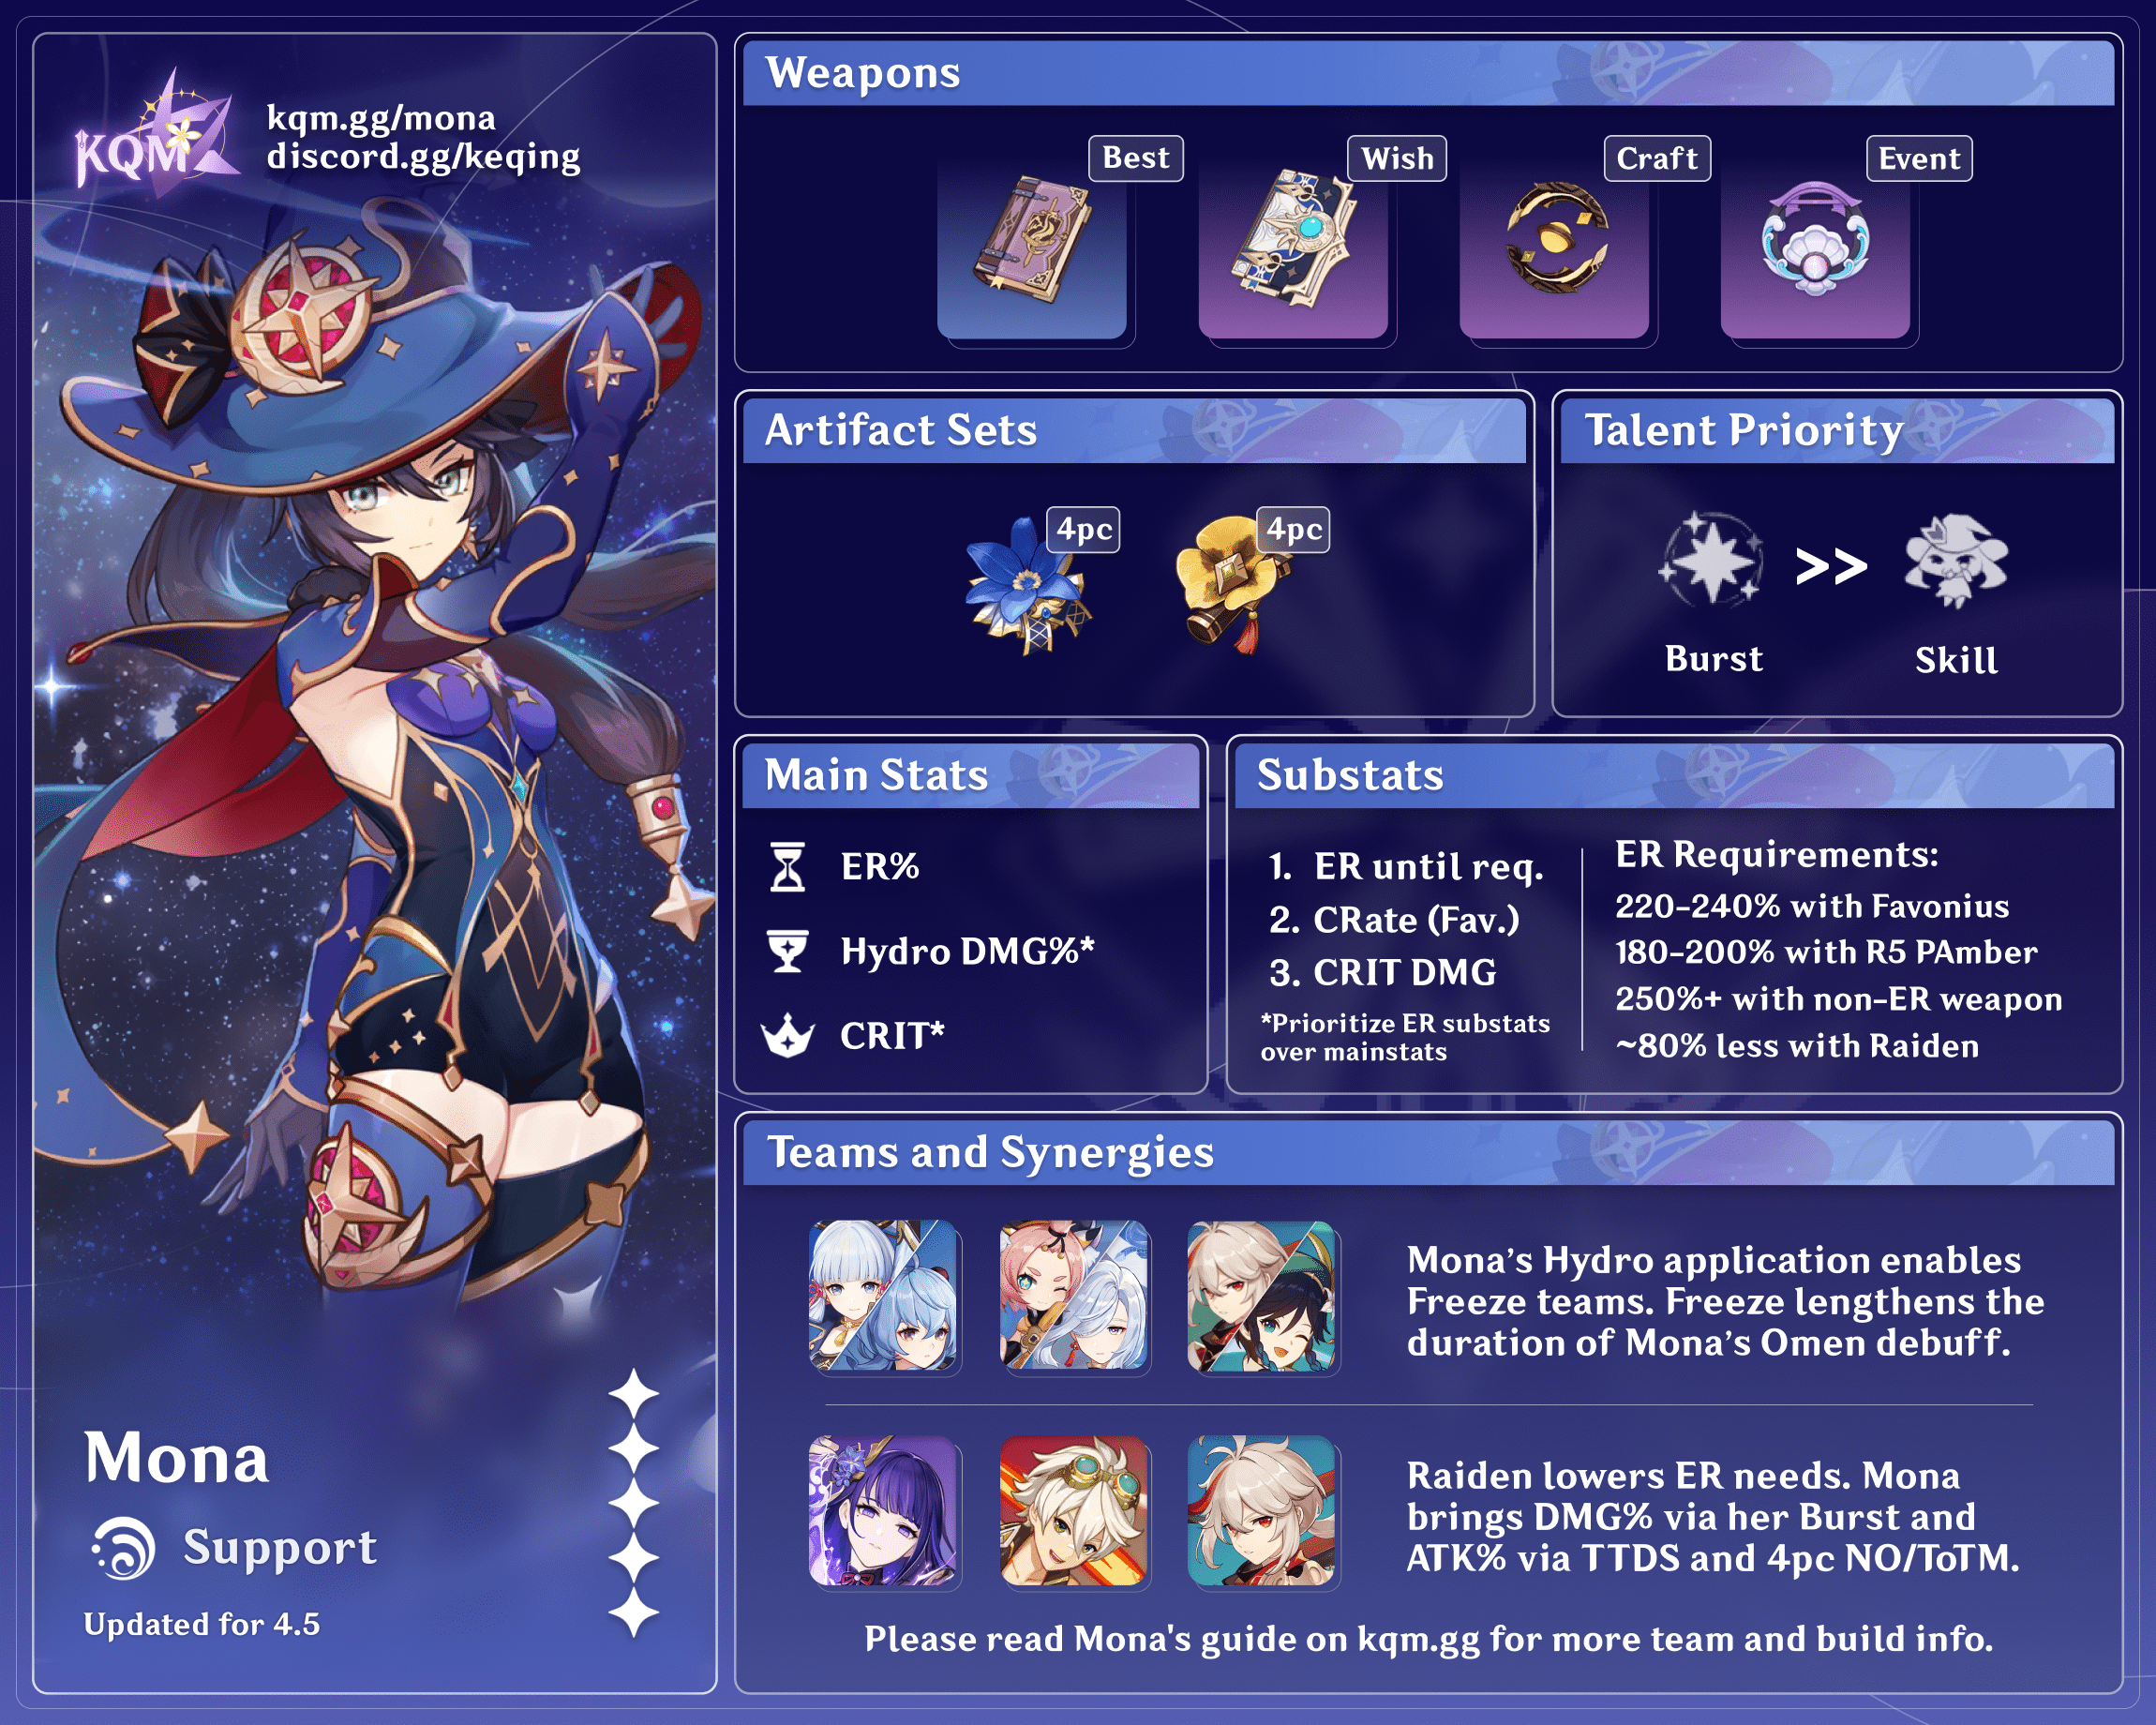 KQM
kqm.gg/mona
discord.gg/keqing
Mona
Support
Updated for 4.5
Weapons
Best
Wish
Craft
Event
Artifact Sets
4pc
4pc
Talent Priority
>>
Burst
Skill
Main Stats
ER%
Hydro DMG%*
CRIT*
Substats
1. ER until req.
2. CRate (Fav.)
3. CRIT DMG
*Prioritize ER substats
over mainstats
ER Requirements:
220-240% with Favonius
180-200% with R5 PAmber
250%+ with non-ER weapon
~80% less with Raiden
Teams and Synergies
Mona's Hydro application enables
Freeze teams. Freeze lengthens the
duration of Mona's Omen debuff.
Raiden lowers ER needs. Mona
brings DMG% via her Burst and
ATK% via TTDS and 4pc NO/ToTM.
Please read Mona's guide on kqm.gg for more team and build info.